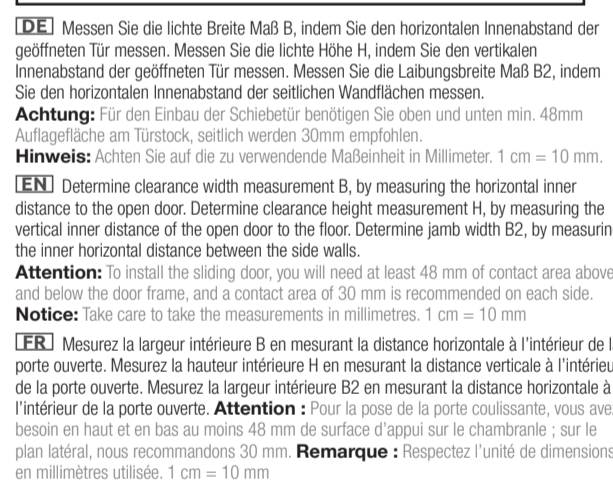 DE Messen Sie die lichte Breite Maß B, indem Sie den horizontalen Innenabstand der
geöffneten Tür messen. Messen Sie die lichte Höhe H, indem Sie den vertikalen
Innenabstand der geöffneten Tür messen. Messen Sie die Laibungsbreite Maß B2, indem
Sie den horizontalen Innenabstand der seitlichen Wandflächen messen.
Achtung: Für den Einbau der Schiebetür benötigen Sie oben und unten min. 48mm
Auflagefläche am Türstock, seitlich werden 30mm empfohlen.
Hinweis: Achten Sie auf die zu verwendende Maßeinheit in Millimeter. 1 cm = 10 mm.
EN Determine clearance width measurement B, by measuring the horizontal inner
distance to the open door. Determine clearance height measurement H, by measuring the
vertical inner distance of the open door to the floor. Determine jamb width B2, by measurin
the inner horizontal distance between the side walls.
Attention: To install the sliding door, you will need at least 48 mm of contact area above
and below the door frame, and a contact area of 30 mm is recommended on each side.
Notice: Take care to take the measurements in millimetres. 1 cm = 10 mm
FR Mesurez la largeur intérieure B en mesurant la distance horizontale à l'intérieur de l
porte ouverte. Mesurez la hauteur intérieure H en mesurant la distance verticale à l'intérieu
de la porte ouverte. Mesurez la largeur intérieure B2 en mesurant la distance horizontale à
l'intérieur de la porte ouverte. Attention : Pour la pose de la porte coulissante, vous ave
besoin en haut et en bas au moins 48 mm de surface d'appui sur le chambranle ; sur le
plan latéral, nous recommandons 30 mm. Remarque : Respectez l'unité de dimensions
en millimètres utilisée. 1 cm = 10 mm